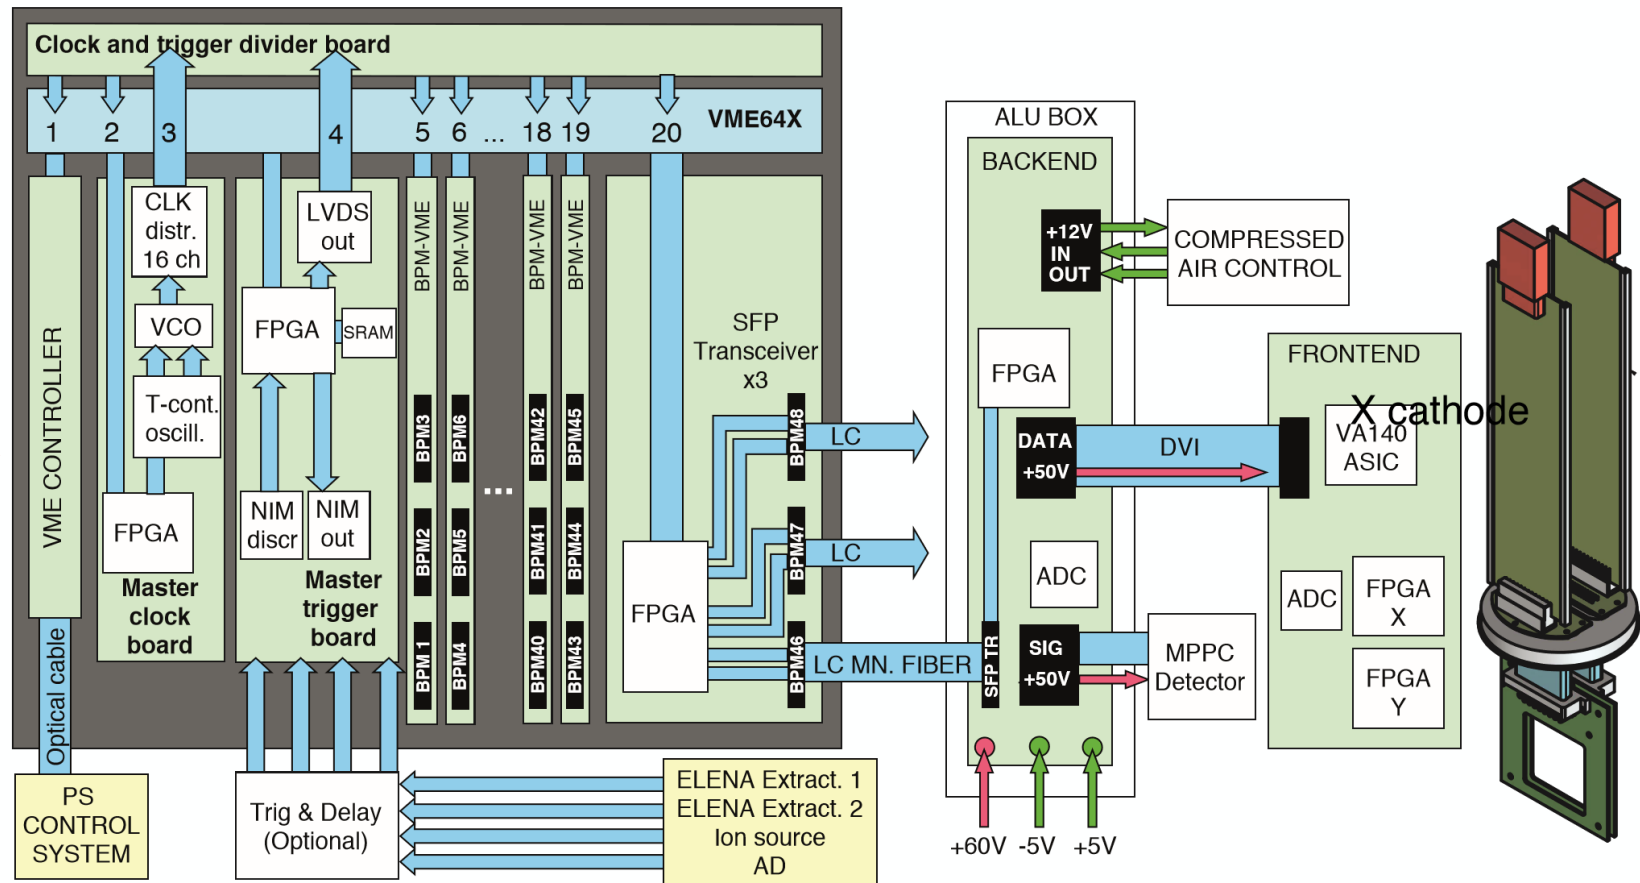 Clock and trigger divider board
1
2
3
4
5
6
...
18
19
20
VME64X
VME CONTROLLER
CLK
distr.
16 ch
VCO
T-cont.
oscill.
FPGA
Master
clock
board
LVDS
out
FPGA
SRAM
NIM
discr
NIM
out
Master
trigger
board
BPM-VME
BPM3
BPM2
BPM 1
BPM-VME
BPM6
BPM5
BPM4
...
BPM-VME
BPM42
BPM41
BPM40
BPM-VME
BPM45
BPM44
BPM43
SFP
Transceiver
x3
FPGA
BPM48
BPM47
BPM46
LC
LC
LC MN. FIBER
Optical cable
PS
CONTROL
SYSTEM
Trig & Delay
(Optional)
ELENA Extract. 1
ELENA Extract. 2
Ion source
AD
ALU BOX
BACKEND
+12V
IN
OUT
COMPRESSED
AIR CONTROL
FPGA
DATA
+50V
DVI
ADC
SFP TR
SIG
+50V
MPPC
Detector
+60V
-5V
+5V
FRONTEND
X cathode
VA140
ASIC
ADC
FPGA
X
FPGA
Y